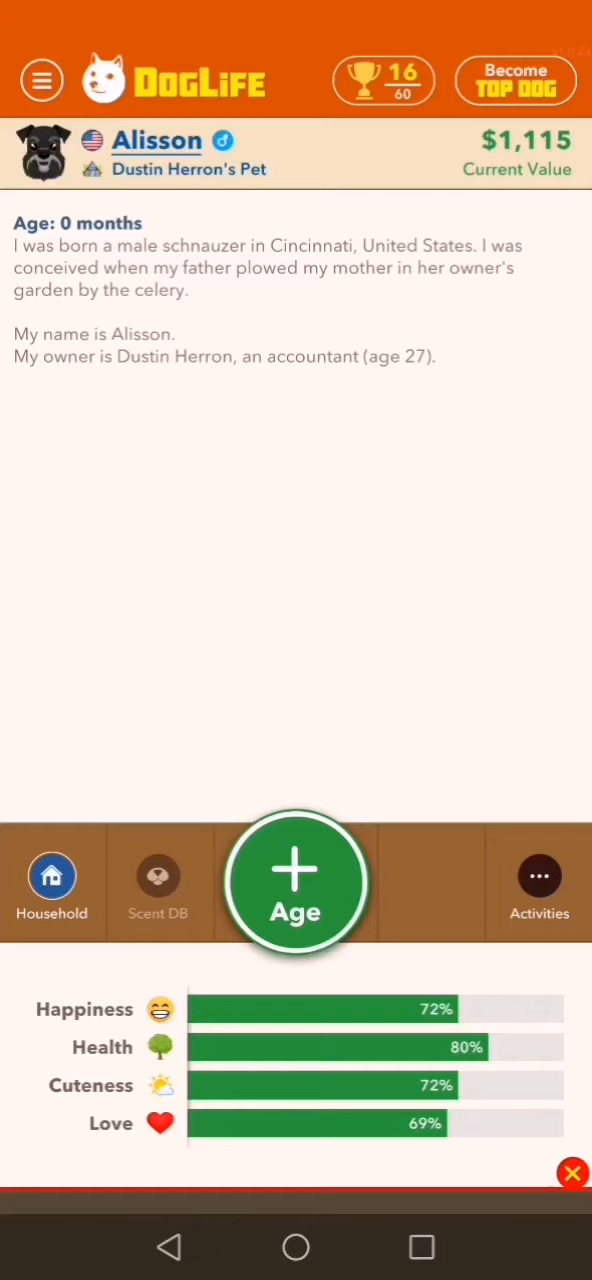 DOGLIFE
16
60
Become
TOP DOG
Alisson
$1,115
Dustin Herron's Pet
Current Value
Age: 0 months
I was born a male schnauzer in Cincinnati, United States. I was
conceived when my father plowed my mother in her owner's
garden by the celery.
My name is Alisson.
My owner is Dustin Herron, an accountant (age 27).
Household
Scent DB
Age
Activities
Happiness
72%
Health
80%
Cuteness
72%
Love
69%